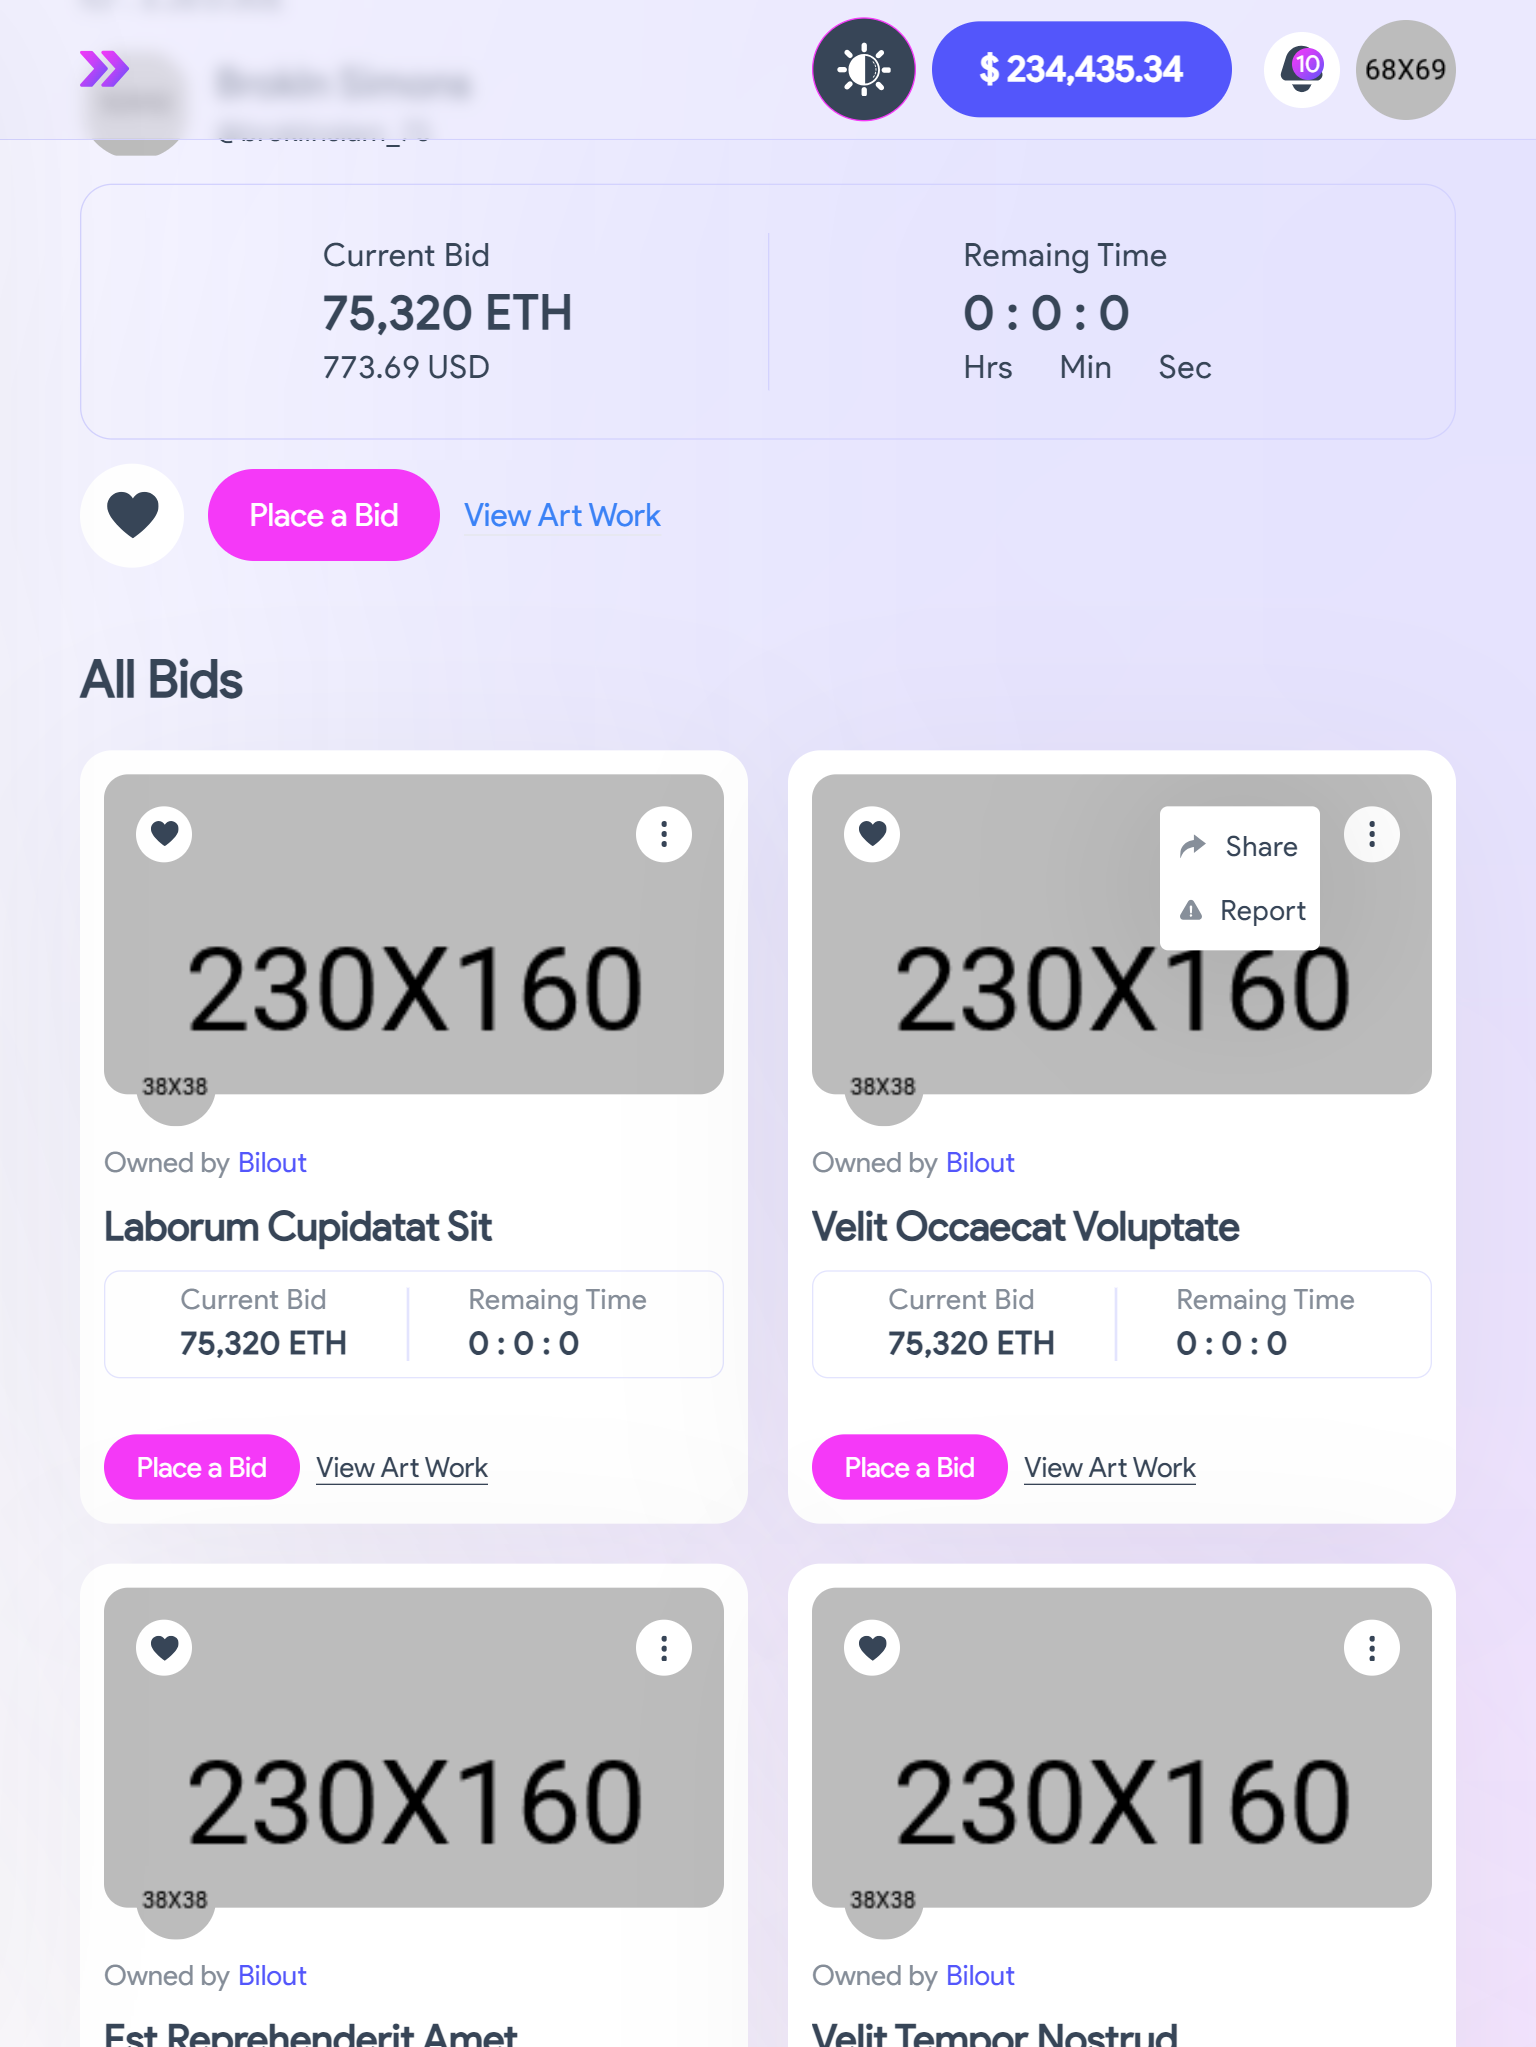 $ 234,435.34
10
68X69
Current Bid
75,320 ETH
773.69 USD
Remaing Time
0 : 0 : 0
Hrs Min Sec
Place a Bid
View Art Work
All Bids
230X160
38X38
Owned by Bilout
Laborum Cupidatat Sit
Current Bid
75,320 ETH
Remaing Time
0 : 0 : 0
Place a Bid
View Art Work
Share
Report
230X160
38X38
Owned by Bilout
Velit Occaecat Voluptate
Current Bid
75,320 ETH
Remaing Time
0 : 0 : 0
Place a Bid
View Art Work
230X160
38X38
Owned by Bilout
Est Reprehenderit Amet
230X160
38X38
Owned by Bilout
Velit Tempor Nostrud